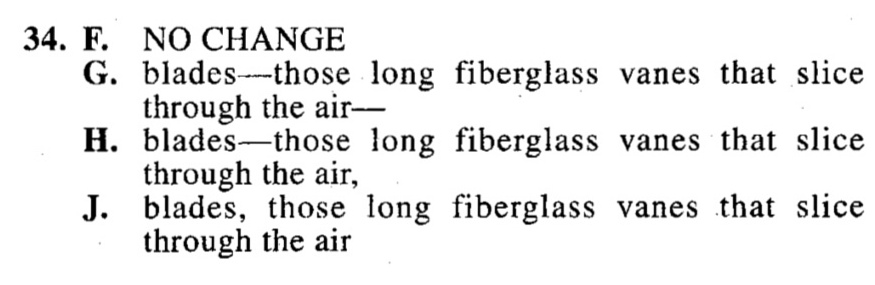 34. F. NO CHANGE
G. blades—those long fiberglass vanes that slice
through the air—
H. blades—those long fiberglass vanes that slice
through the air,
J. blades, those long fiberglass vanes that slice
through the air